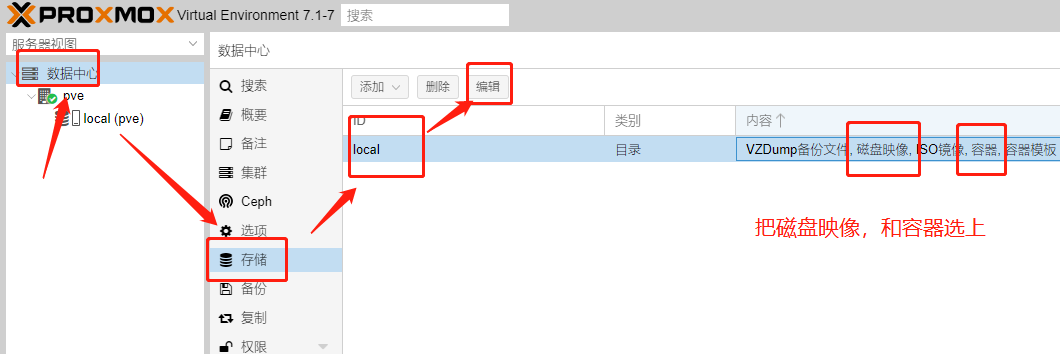 PROXMOX Virtual Environment 7.1-7 搜索
服务器视图
数据中心
pve
local (pve)
数据中心
搜索
概要
备注
集群
Ceph
选项
存储
备份
复制
权限
添加 删除 编辑
ID 类别 内容
local 目录 VZDump备份文件, 磁盘映像, ISO镜像, 容器, 容器模板
把磁盘映像，和容器选上